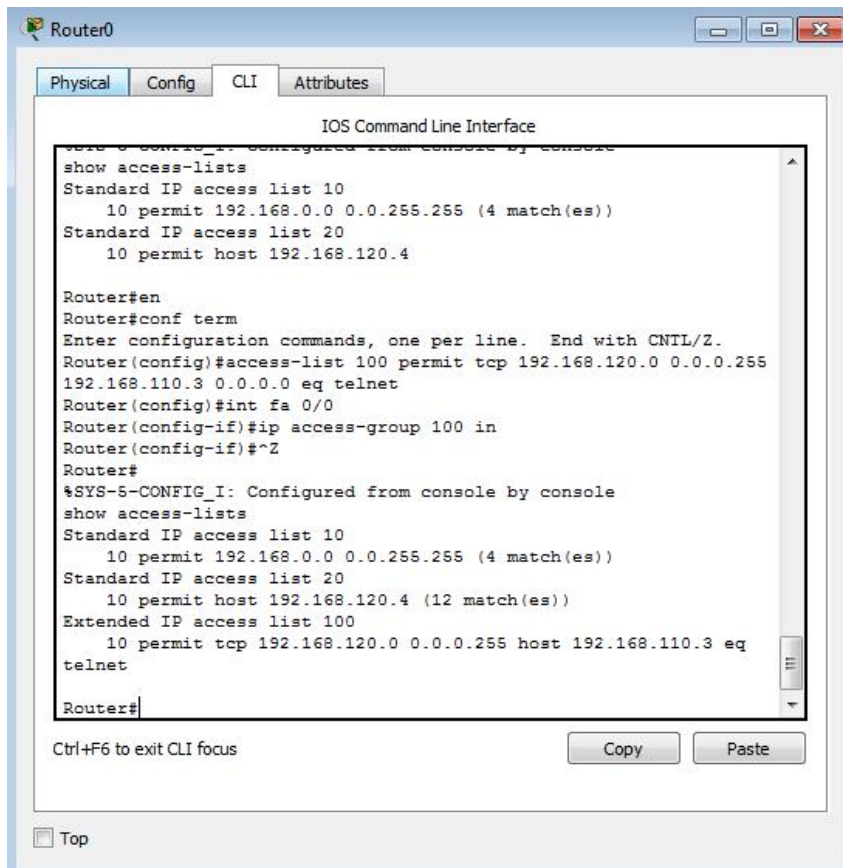 Router0
Physical Config CLI Attributes
IOS Command Line Interface
%SYS-5-CONFIG_I: Configured from console by console
show access-lists
Standard IP access list 10
    10 permit 192.168.0.0 0.0.255.255 (4 match(es))
Standard IP access list 20
    10 permit host 192.168.120.4

Router#en
Router#conf term
Enter configuration commands, one per line.  End with CNTL/Z.
Router(config)#access-list 100 permit tcp 192.168.120.0 0.0.0.255
192.168.110.3 0.0.0.0 eq telnet
Router(config)#int fa 0/0
Router(config-if)#ip access-group 100 in
Router(config-if)#^Z
Router#
%SYS-5-CONFIG_I: Configured from console by console
show access-lists
Standard IP access list 10
    10 permit 192.168.0.0 0.0.255.255 (4 match(es))
Standard IP access list 20
    10 permit host 192.168.120.4 (12 match(es))
Extended IP access list 100
    10 permit tcp 192.168.120.0 0.0.0.255 host 192.168.110.3 eq
telnet

Router#
Ctrl+F6 to exit CLI focus
Copy Paste
Top